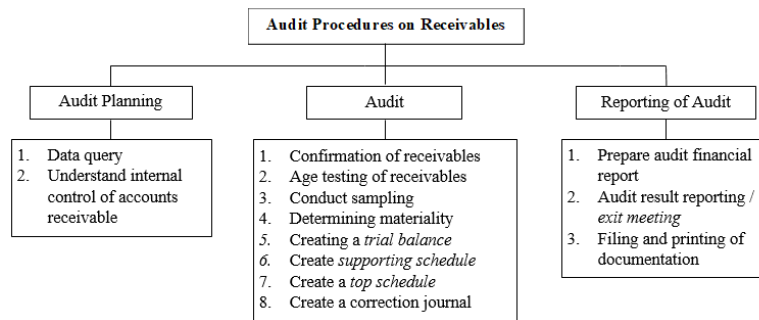 Audit Procedures on Receivables
Audit Planning
1. Data query
2. Understand internal
control of accounts
receivable
Audit
1. Confirmation of receivables
2. Age testing of receivables
3. Conduct sampling
4. Determining materiality
5. Creating a trial balance
6. Create supporting schedule
7. Create a top schedule
8. Create a correction journal
Reporting of Audit
1. Prepare audit financial
report
2. Audit result reporting /
exit meeting
3. Filing and printing of
documentation